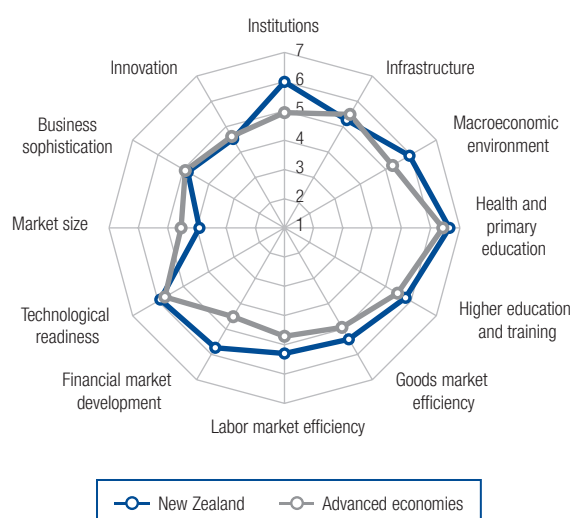 Institutions
7
6
5
4
3
2
1
Infrastructure
Macroeconomic
environment
Health and
primary
education
Higher education
and training
Goods market
efficiency
Labor market efficiency
Financial market
development
Technological
readiness
Market size
Business
sophistication
Innovation
New Zealand
Advanced economies